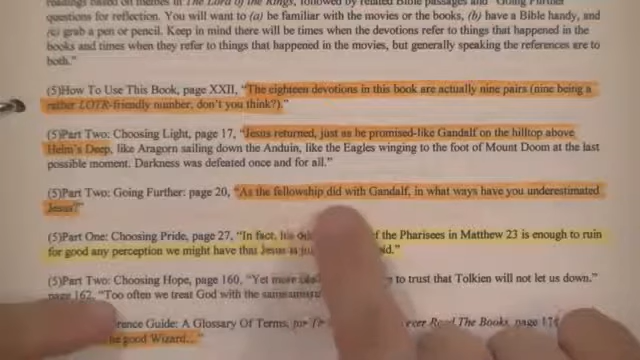 readings based on themes in The Lord of the Rings, followed by related Bible passages and "Going Further"
questions for reflection. You will want to (a) be familiar with the movies or the books, (b) have a Bible handy, and
(c) grab a pen or pencil. Keep in mind there will be times when the devotions refer to things that happened in the
books and times when they refer to things that happened in the movies, but generally speaking the references are to
both."
(5)How To Use This Book, page XXII, "The eighteen devotions in this book are actually nine pairs (nine being a
rather LOTR-friendly number, don't you think?)."
(5)Part Two: Choosing Light, page 17, "Jesus returned, just as he promised-like Gandalf on the hilltop above
Helm's Deep, like Aragorn sailing down the Anduin, like the Eagles winging to the foot of Mount Doom at the last
possible moment. Darkness was defeated once and for all."
(5)Part Two: Going Further: page 20, "As the fellowship did with Gandalf, in what ways have you underestimated
Jesus?"
(5)Part One: Choosing Pride, page 27, "In fact, his of the Pharisees in Matthew 23 is enough to ruin
for good any perception we might have that Jesus is
(5)Part Two: Choosing Hope, page 160, "Yet to trust that Tolkien will not let us down."
page 162, "Too often we treat God with the same
Guide: A Glossary Of Terms, for Read The Books, page
good Wizard..."